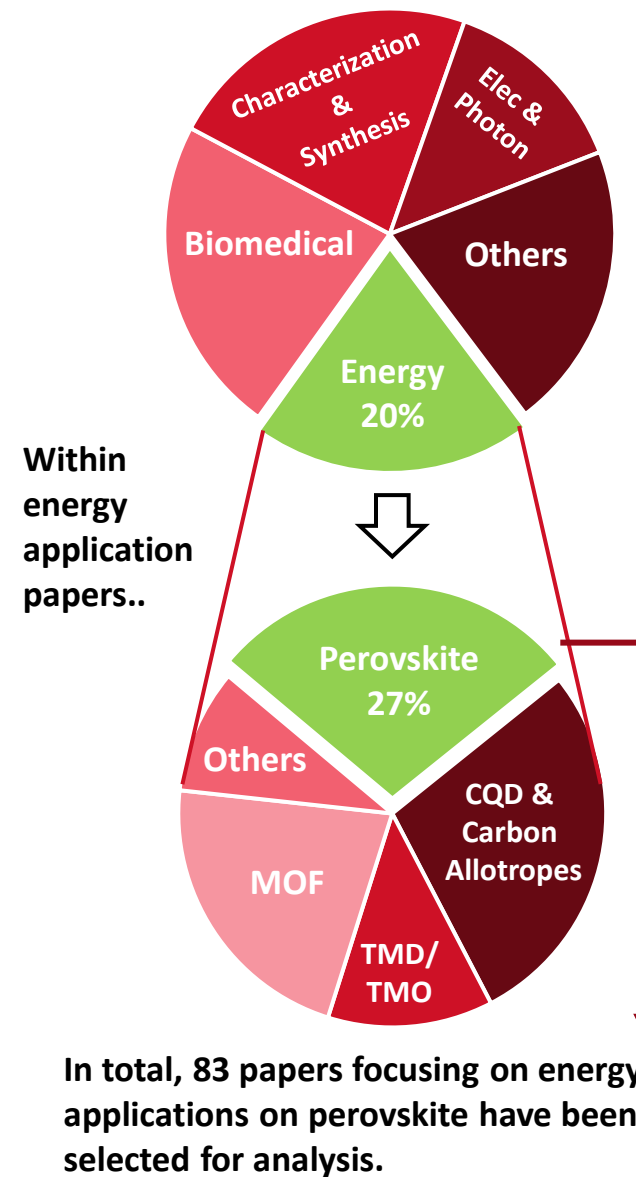 Characterization
&
Synthesis
Elec &
Photon
Biomedical
Others
Energy
20%
Within
energy
application
papers..
Perovskite
27%
Others
CQD &
Carbon
Allotropes
MOF
TMD/
TMO
In total, 83 papers focusing on energy
applications on perovskite have been
selected for analysis.